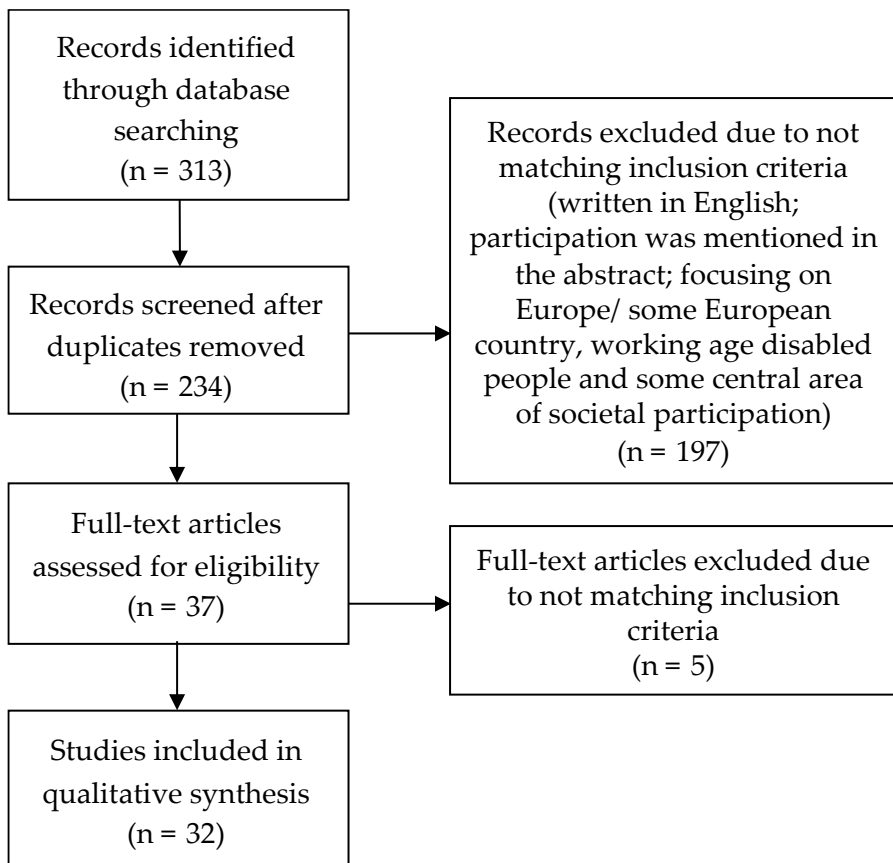 Records identified
through database
searching
(n = 313)
Records screened after
duplicates removed
(n = 234)
Records excluded due to not
matching inclusion criteria
(written in English;
participation was mentioned in
the abstract; focusing on
Europe/ some European
country, working age disabled
people and some central area
of societal participation)
(n = 197)
Full-text articles
assessed for eligibility
(n = 37)
Full-text articles excluded due
to not matching inclusion
criteria
(n = 5)
Studies included in
qualitative synthesis
(n = 32)